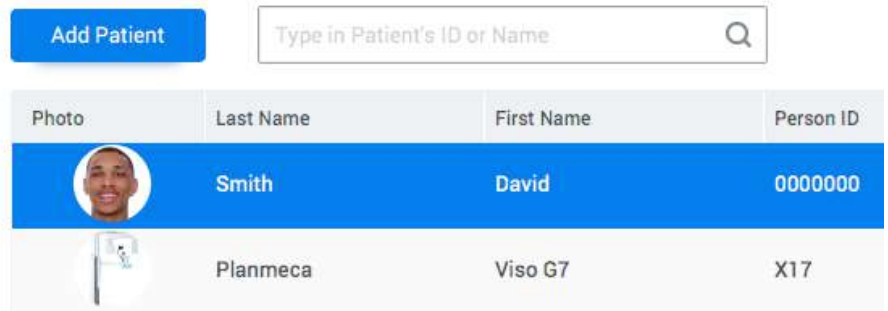 Add Patient Type in Patient's ID or Name
Photo Last Name First Name Person ID
Smith David 0000000
Planmeca Viso G7 X17